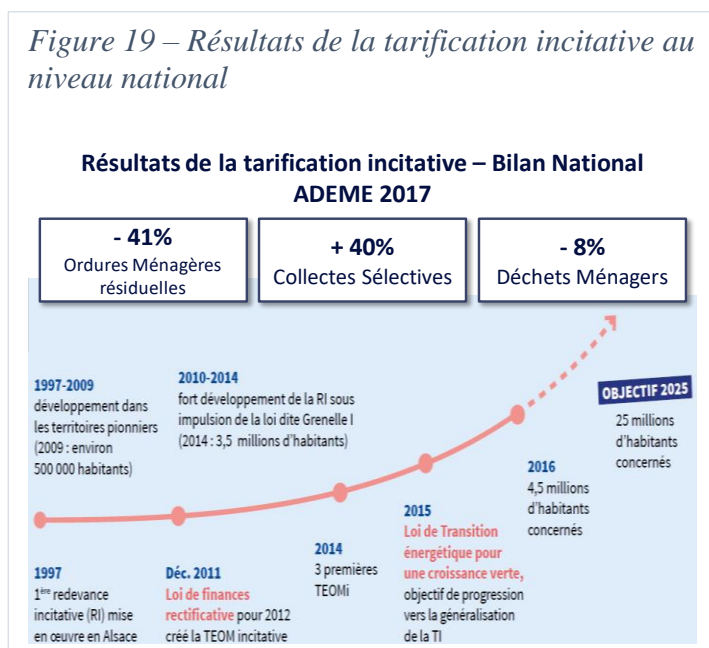 Figure 19 – Résultats de la tarification incitative au
niveau national
Résultats de la tarification incitative – Bilan National
ADEME 2017
- 41%
Ordures Ménagères
résiduelles
+ 40%
Collectes Sélectives
- 8%
Déchets Ménagers
1997-2009
développement dans
les territoires pionniers
(2009 : environ
500 000 habitants)
2010-2014
fort développement de la RI sous
impulsion de la loi dite Grenelle I
(2014 : 3,5 millions d'habitants)
OBJECTIF 2025
25 millions
d'habitants
concernés
2016
4,5 millions
d'habitants
concernés
1997
1ère redevance
incitative (RI) mise
en œuvre en Alsace
Déc. 2011
Loi de finances
rectificative pour 2012
créé la TEOM incitative
2014
3 premières
TEOMi
2015
Loi de Transition
énergétique pour
une croissance verte,
objectif de progression
vers la généralisation
de la TI